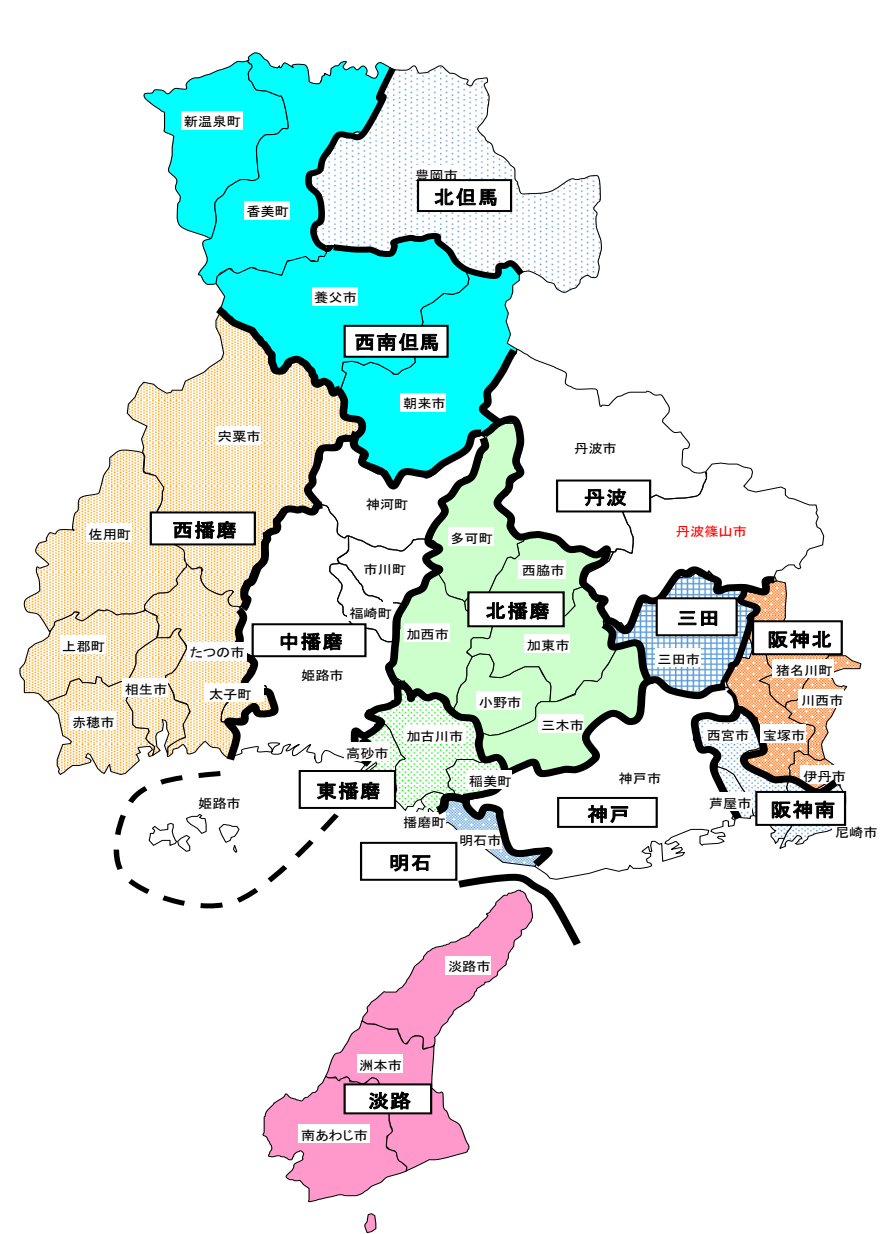 新温泉町
豊岡市
北但馬
香美町
養父市
西南但馬
朝来市
宍粟市
丹波市
丹波
神河町
佐用町
西播磨
多可町
丹波篠山市
市川町
西脇市
福崎町
北播磨
三田
加西市
中播磨
加東市
阪神北
上郡町
たつの市
三田市
猪名川町
姫路市
相生市
太子町
小野市
川西市
赤穂市
三木市
加古川市
西宮市
宝塚市
高砂市
稲美町
神戸市
伊丹市
東播磨
姫路市
芦屋市
阪神南
神戸
播磨町
尼崎市
明石市
明石
淡路市
洲本市
淡路
南あわじ市